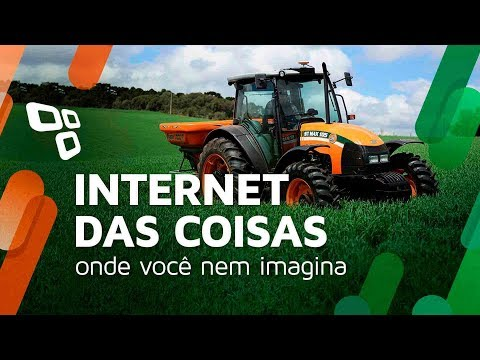 INTERNET
DAS COISAS
onde você nem imagina